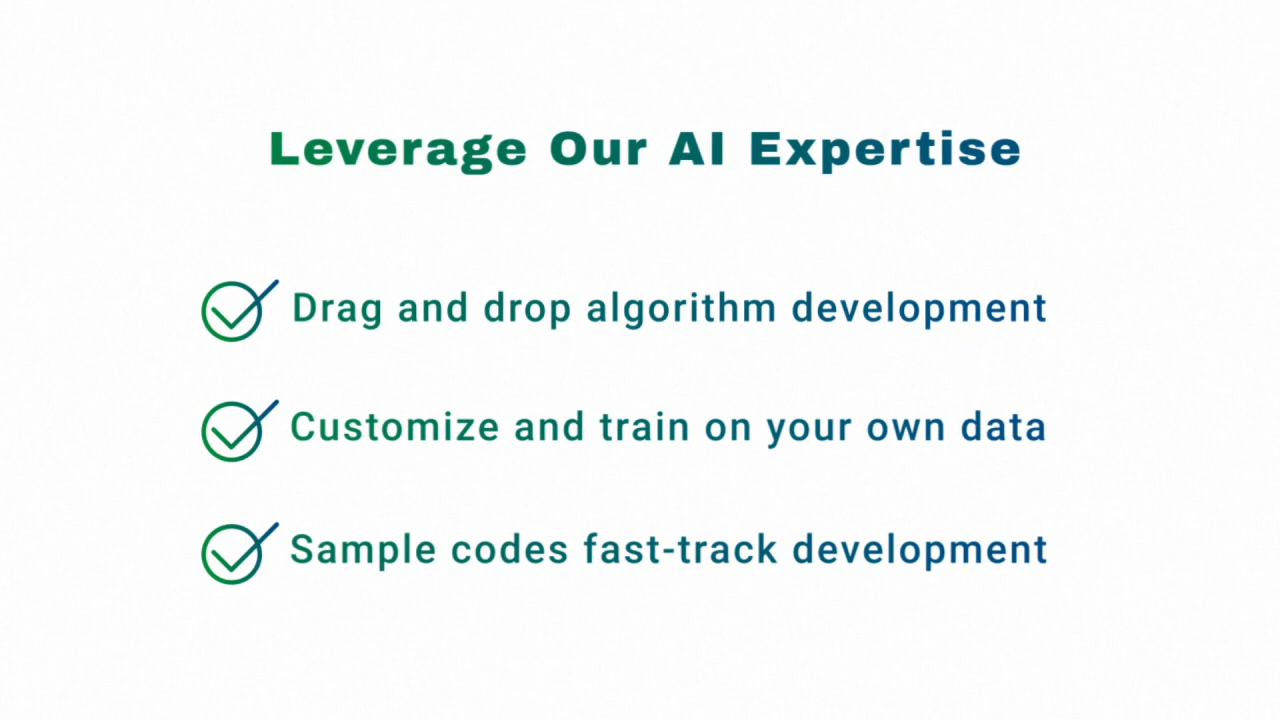 Leverage Our AI Expertise
Drag and drop algorithm development
Customize and train on your own data
Sample codes fast-track development